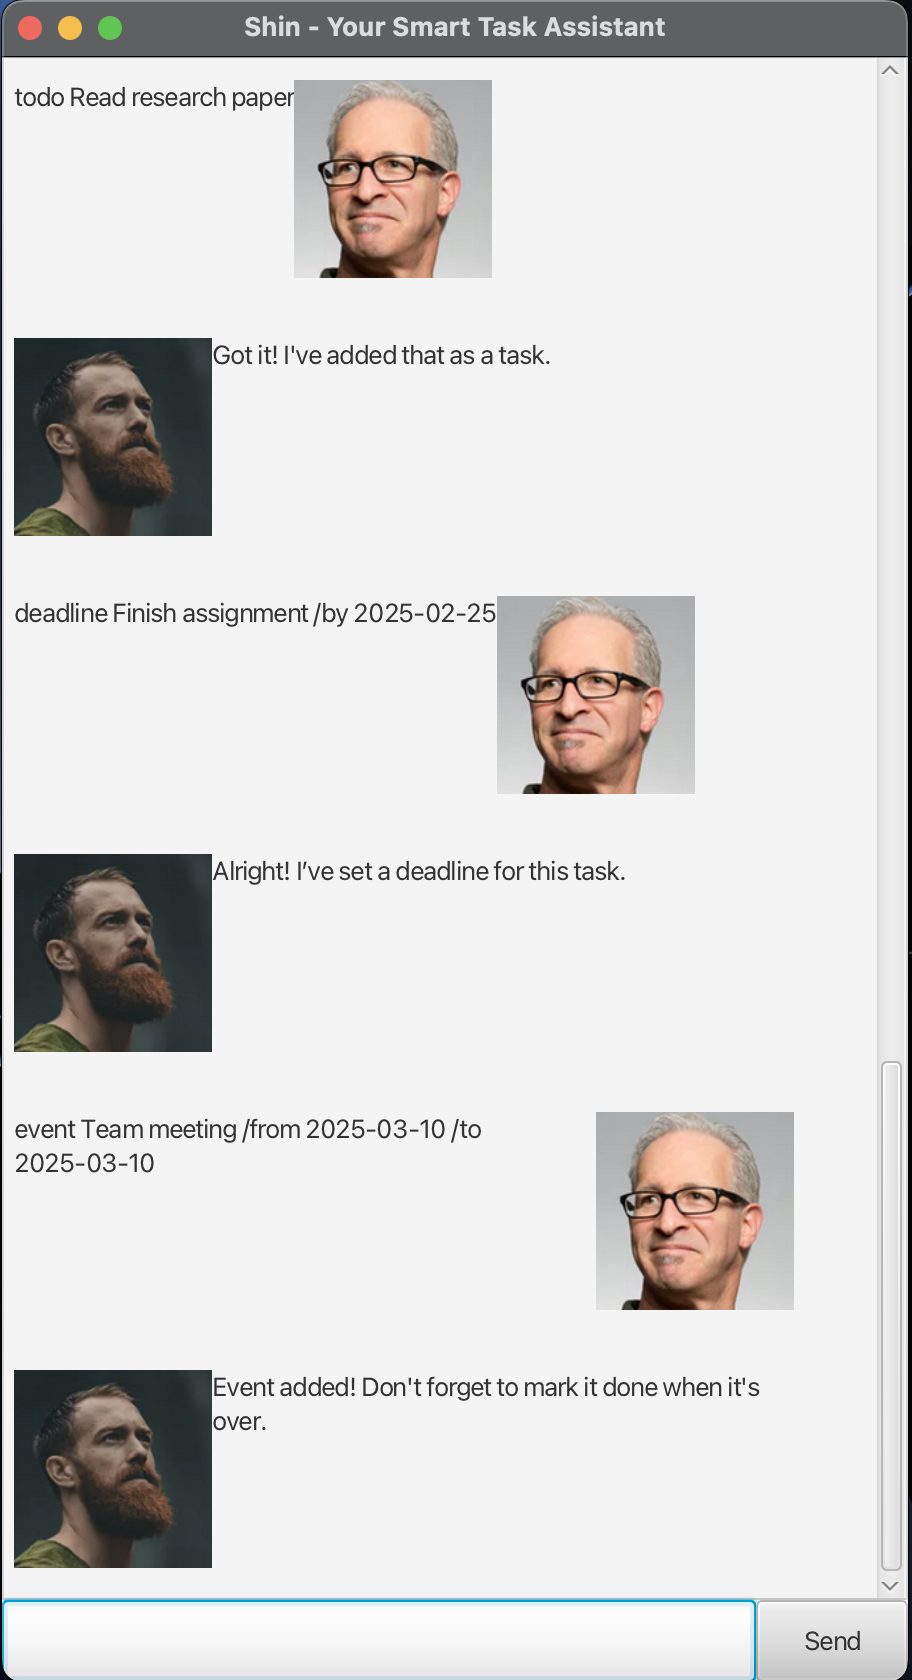 Shin - Your Smart Task Assistant
todo Read research paper
Got it! I've added that as a task.
deadline Finish assignment /by 2025-02-25
Alright! I’ve set a deadline for this task.
event Team meeting /from 2025-03-10 /to
2025-03-10
Event added! Don't forget to mark it done when it's
over.
Send